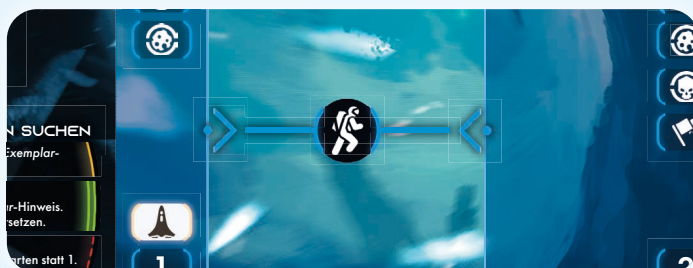 N SUCHEN
Exemplar-
r-Hinweis.
rsetzen.
arten statt 1.
1
2